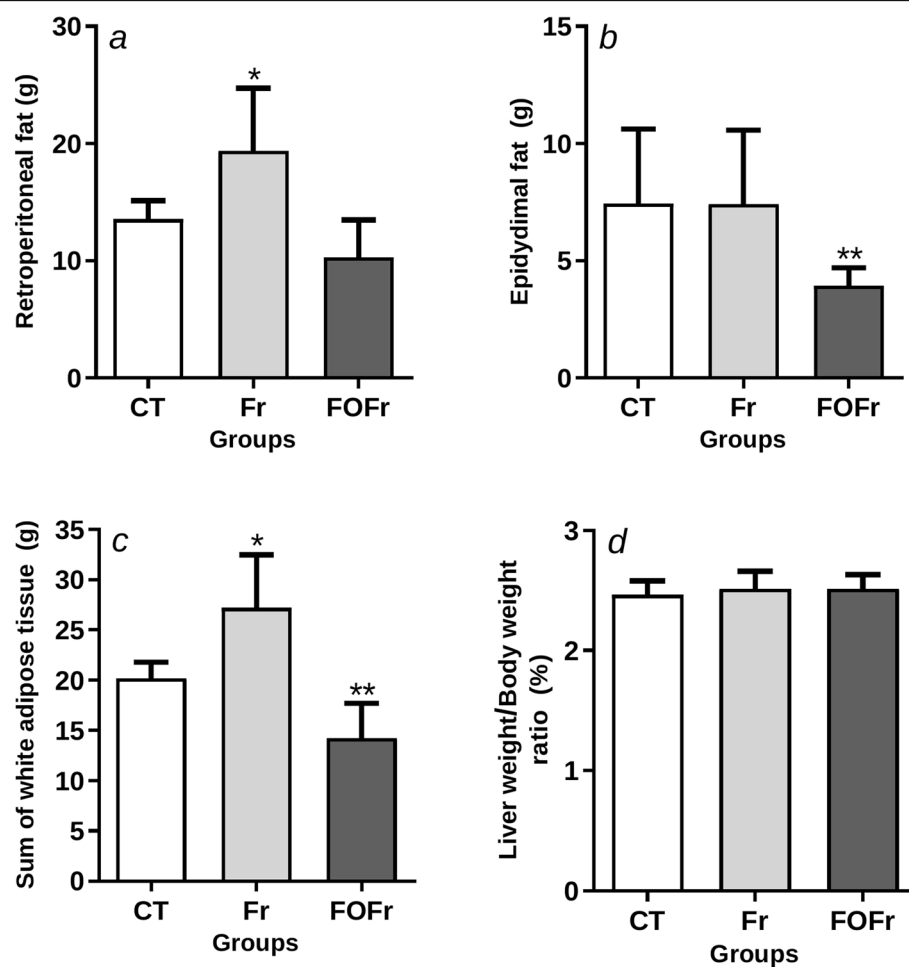 a
Retroperitoneal fat (g)
30
20
10
0
*
CT Fr FOFr
Groups
b
Epidydimal fat (g)
15
10
5
0
**
CT Fr FOFr
Groups
c
Sum of white adipose tissue (g)
35
30
25
20
15
10
5
0
*
**
CT Fr FOFr
Groups
d
Liver weight/Body weight
ratio (%)
3
2
1
0
CT Fr FOFr
Groups